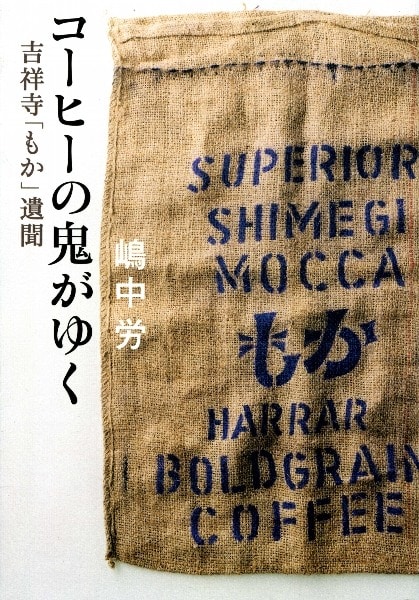 コーヒーの鬼がゆく
吉祥寺「もか」遺聞
嶋中労
SUPERIOR
SHIMEGI
MOCCA
もか
HARRAR
BOLDGRAIN
COFFEE